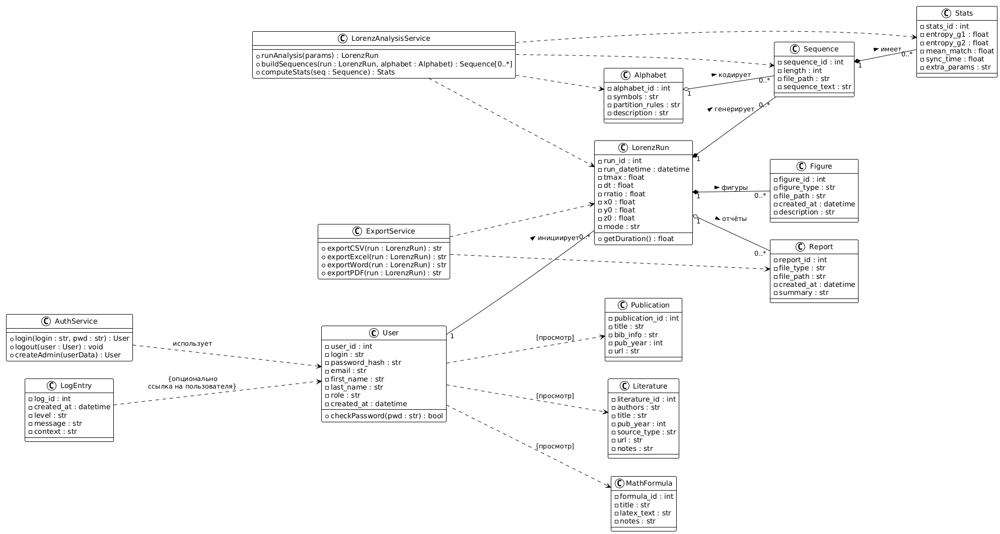 C Stats
stats_id : int
entropy_g1 : float
entropy_g2 : float
mean_match : float
sync_time : float
extra_params : str
C LorenzAnalysisService
runAnalysis(params) : LorenzRun
buildSequences(run : LorenzRun, alphabet : Alphabet) : Sequence[0..*]
computeStats(seq : Sequence) : Stats
C Sequence
sequence_id : int
length : int
file_path : str
sequence_text : str
имеет
1
0..*
C Alphabet
alphabet_id : int
symbols : str
partition_rules : str
description : str
кодирует
1
0..*
генерирует
1
0..*
C LorenzRun
run_id : int
run_datetime : datetime
tmax : float
dt : float
rratio : float
x0 : float
y0 : float
z0 : float
mode : str
getDuration() : float
C Figure
figure_id : int
figure_type : str
file_path : str
created_at : datetime
description : str
фигуры
1
0..*
отчёты
1
0..*
C ExportService
exportCSV(run : LorenzRun) : str
exportExcel(run : LorenzRun) : str
exportWord(run : LorenzRun) : str
exportPDF(run : LorenzRun) : str
инициирует
0..*
1
C Report
report_id : int
file_type : str
file_path : str
created_at : datetime
summary : str
C Publication
publication_id : int
title : str
bib_info : str
pub_year : int
url : str
C AuthService
login(login : str, pwd : str) : User
logout(user : User) : void
createAdmin(userData) : User
использует
C User
user_id : int
login : str
password_hash : str
email : str
first_name : str
last_name : str
role : str
created_at : datetime
checkPassword(pwd : str) : bool
[просмотр]
C LogEntry
log_id : int
created_at : datetime
level : str
message : str
context : str
{опционально
ссылка на пользователя}
[просмотр]
C Literature
literature_id : int
authors : str
title : str
pub_year : int
source_type : str
url : str
notes : str
[просмотр]
C MathFormula
formula_id : int
title : str
latex_text : str
notes : str